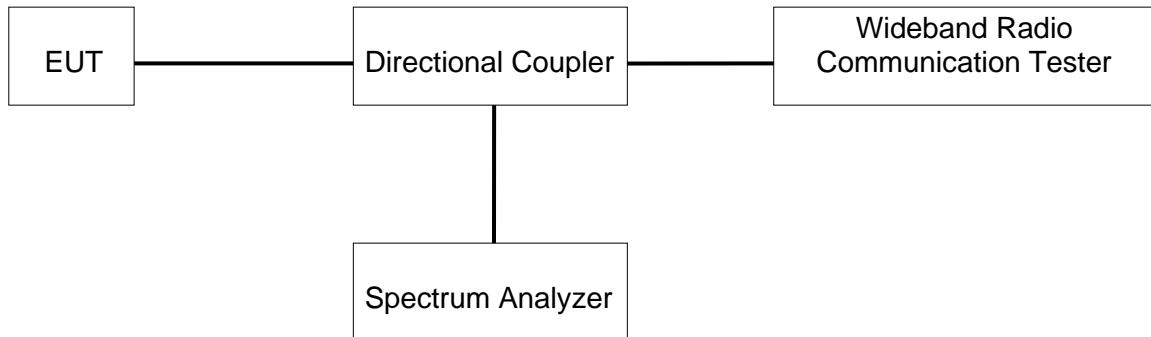 EUT
Directional Coupler
Wideband Radio
Communication Tester
Spectrum Analyzer